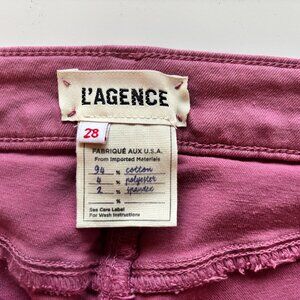 L'AGENCE
28
FABRIQUÉ AUX U.S.A.
From Imported Materials
94 % cotton
4 % polyester
2 % spandex
%
See Care Label
For Wash Instructions